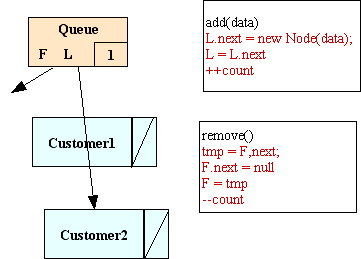 Queue
F L 1
Customer1
Customer2
add(data)
L.next = new Node(data);
L = L.next
++count
remove()
tmp = F,next;
F.next = null
F = tmp
--count